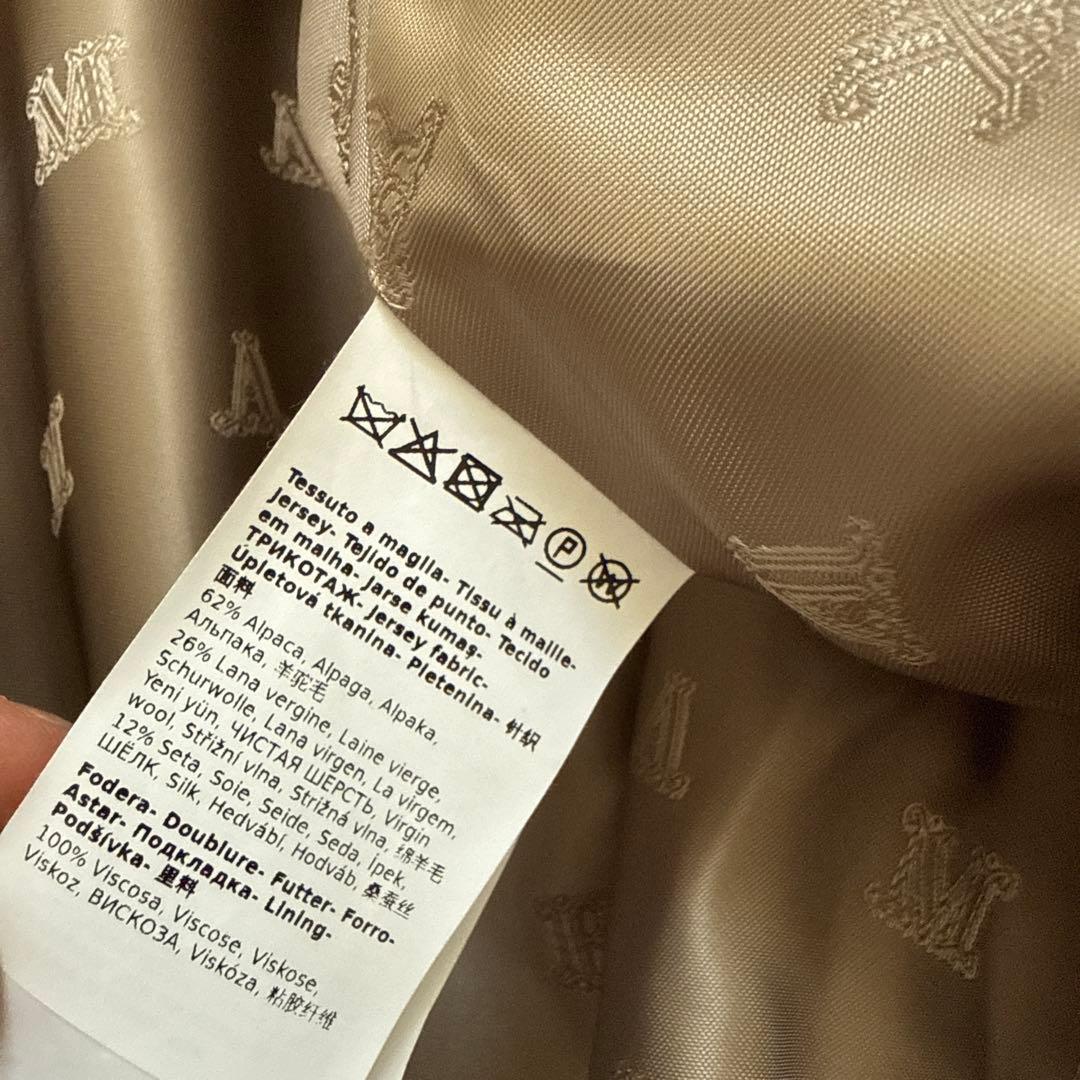 P
W
Tessuto a maglia- Tissu à maille-
Jersey- Tejido de punto- Tecido
em malha- Jarse kumaş-
ТРИКОТАЖ- Jersey fabric-
Úpletová tkanina- Pletenina- 针织
面料
62% Alpaca, Alpaga, Alpaka,
Альпака, 羊驼毛
26% Lana vergine, Laine vierge,
Schurwolle, Lana virgen, La virgem,
Yeni yün, ЧИСТАЯ ШЕРСТЬ, Virgin
wool, Střižní vlna, Strižná vlna, 绵羊毛
12% Seta, Soie, Seide, Seda, İpek,
ШЁЛК, Silk, Hedvábí, Hodváb, 桑蚕丝
Fodera- Doublure- Futter- Forro-
Astar- Подкладка- Lining-
Podšívka- 里料
100% Viscosa, Viscose, Viskose,
Viskoz, ВИСКОЗА, Viskóza, 粘胶纤维